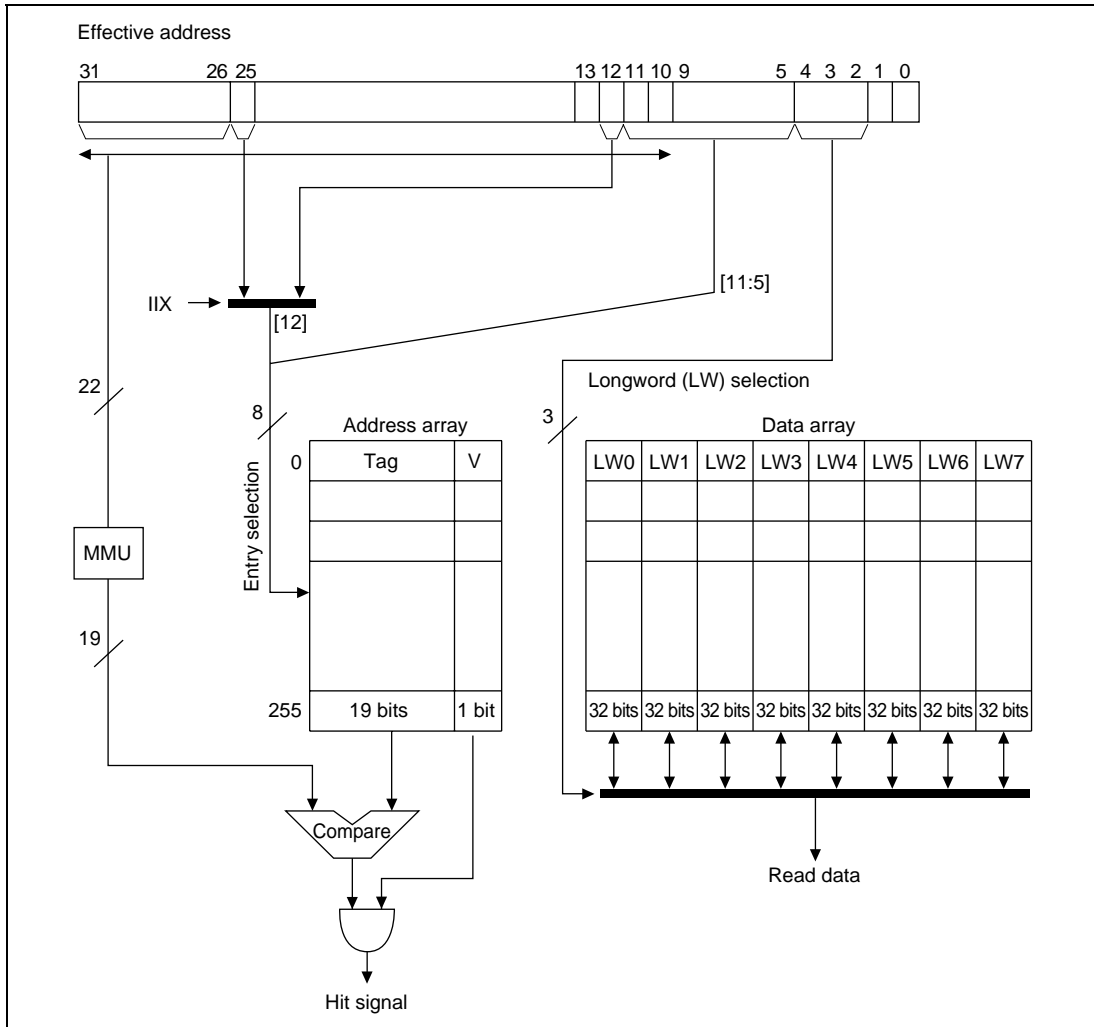 Effective address
31 26 25 13 12 11 10 9 5 4 3 2 1 0
[11:5]
IIX
[12]
22
Longword (LW) selection
8
3
Address array
Data array
Entry selection
0 Tag V
LW0 LW1 LW2 LW3 LW4 LW5 LW6 LW7
MMU
19
255 19 bits 1 bit
32 bits 32 bits 32 bits 32 bits 32 bits 32 bits 32 bits 32 bits
Compare
Read data
Hit signal